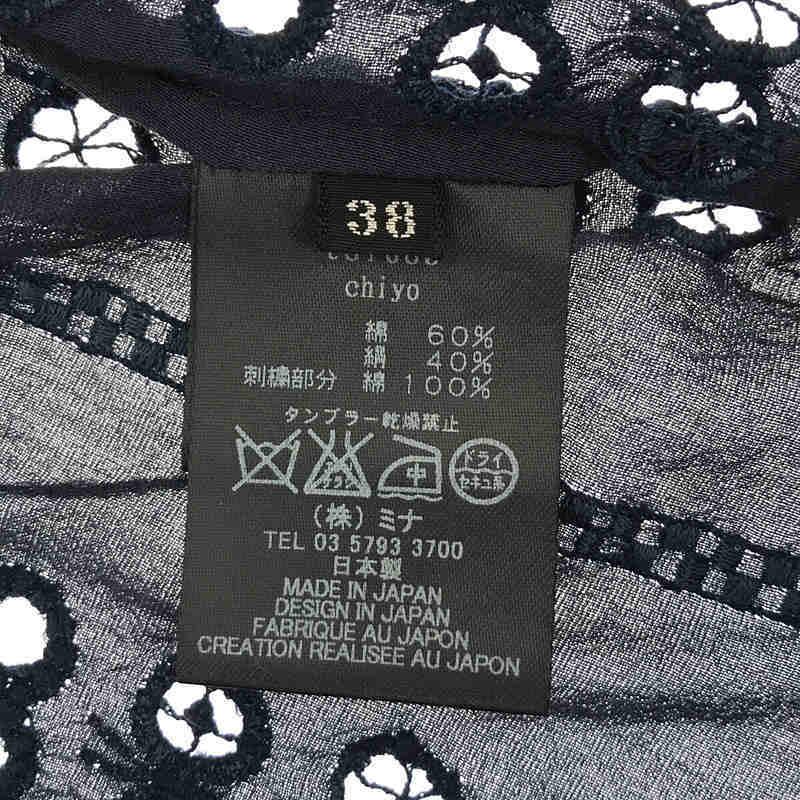 38
chiyo
綿 60%
絹 40%
刺繍部分 綿 100%
タンブラー乾燥禁止
中 ドライ
セキユ系
(株)ミナ
TEL 03 5793 3700
日本製
MADE IN JAPAN
DESIGN IN JAPAN
FABRIQUE AU JAPON
CREATION REALISEE AU JAPON